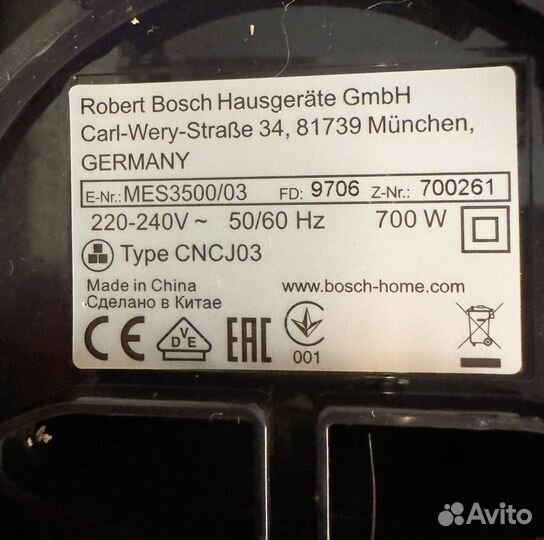 Robert Bosch Hausgeräte GmbH
Carl-Wery-Straße 34, 81739 München,
GERMANY
E-Nr.: MES3500/03 FD: 9706 Z-Nr.: 700261
220-240V ~ 50/60 Hz 700 W
Type CNCJ03
Made in China www.bosch-home.com
Сделано в Китае
CE VDE EAC 001
Avito